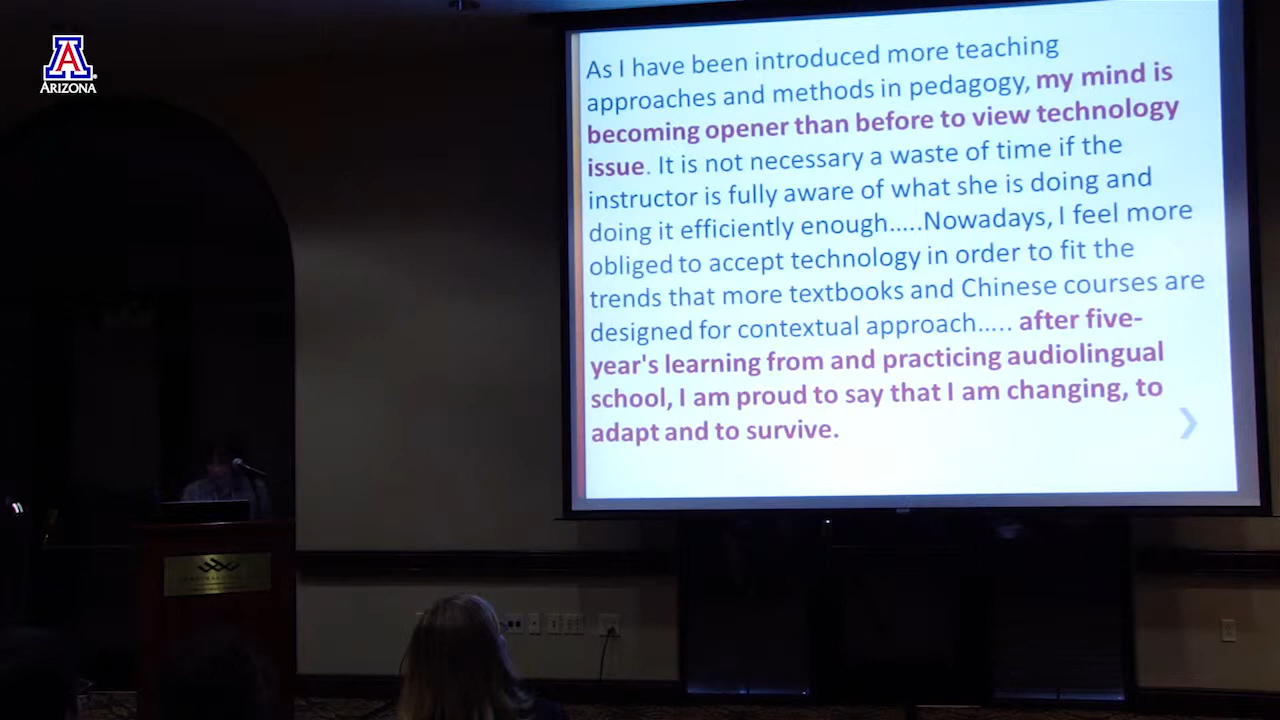 A
ARIZONA
As I have been introduced more teaching
approaches and methods in pedagogy, my mind is
becoming opener than before to view technology
issue. It is not necessary a waste of time if the
instructor is fully aware of what she is doing and
doing it efficiently enough.....Nowadays, I feel more
obliged to accept technology in order to fit the
trends that more textbooks and Chinese courses are
designed for contextual approach..... after five-
year's learning from and practicing audiolingual
school, I am proud to say that I am changing, to
adapt and to survive.